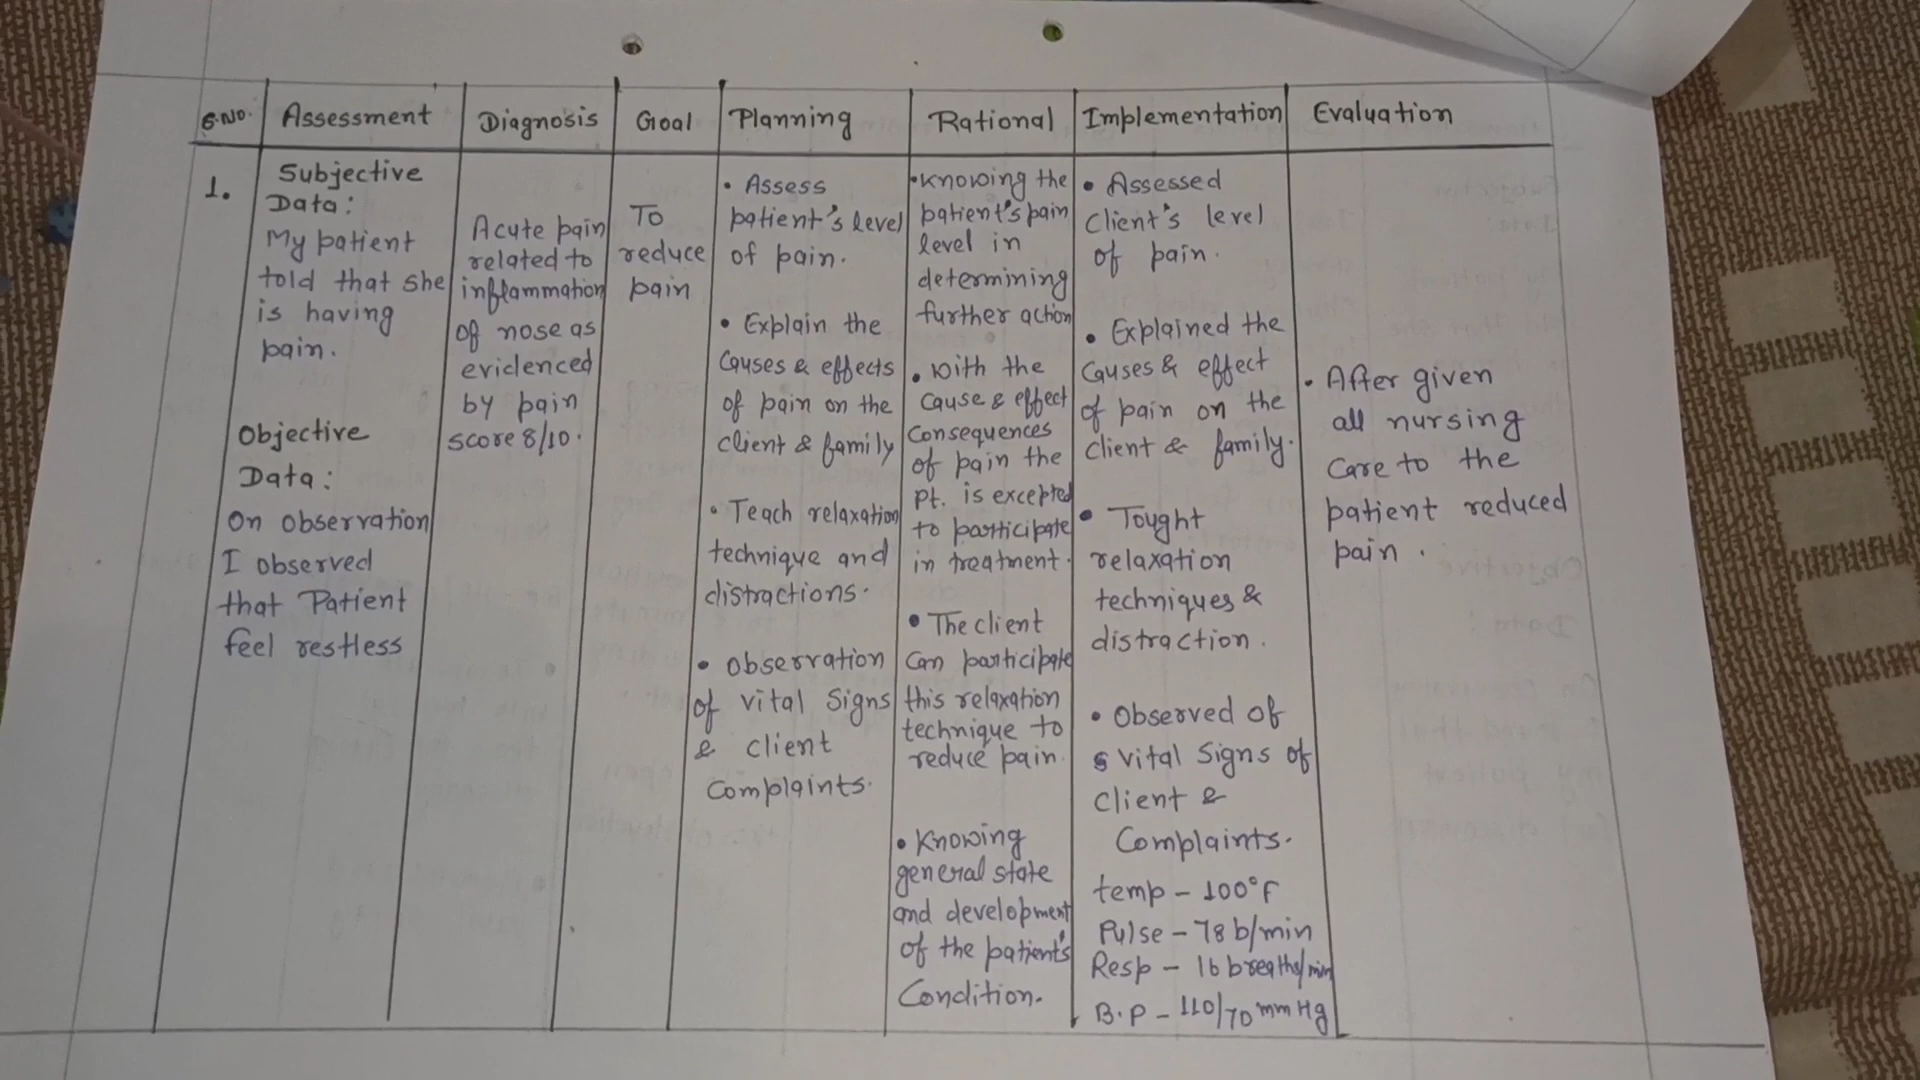 S.No. Assessment Diagnosis Goal Planning Rational Implementation Evaluation
1.
Subjective
Data:
My patient
told that she
is having
pain.
Objective
Data:
On observation
I observed
that Patient
feel restless
Acute pain
related to
inflammation
of nose as
evidenced
by pain
score 8/10.
To
reduce
pain
• Assess
patient's level
of pain.
• Explain the
causes & effects
of pain on the
client & family
• Teach relaxation
technique and
distractions.
• observation
of vital signs
& client
complaints.
• Knowing the
patient's pain
level in
determining
further action
• with the
cause & effect
consequences
of pain the
pt. is excepted
to participate
in treatment.
• The client
can participate
this relaxation
technique to
reduce pain.
• Knowing
general state
and development
of the patient's
condition.
• Assessed
client's level
of pain.
• Explained the
causes & effect
of pain on the
client & family.
• Tought
relaxation
techniques &
distraction.
• Observed of
vital signs of
client &
complaints.
temp - 100°F
Pulse - 78 b/min
Resp - 16 breaths/min
B.P - 110/70 mmHg
• After given
all nursing
care to the
patient reduced
pain.